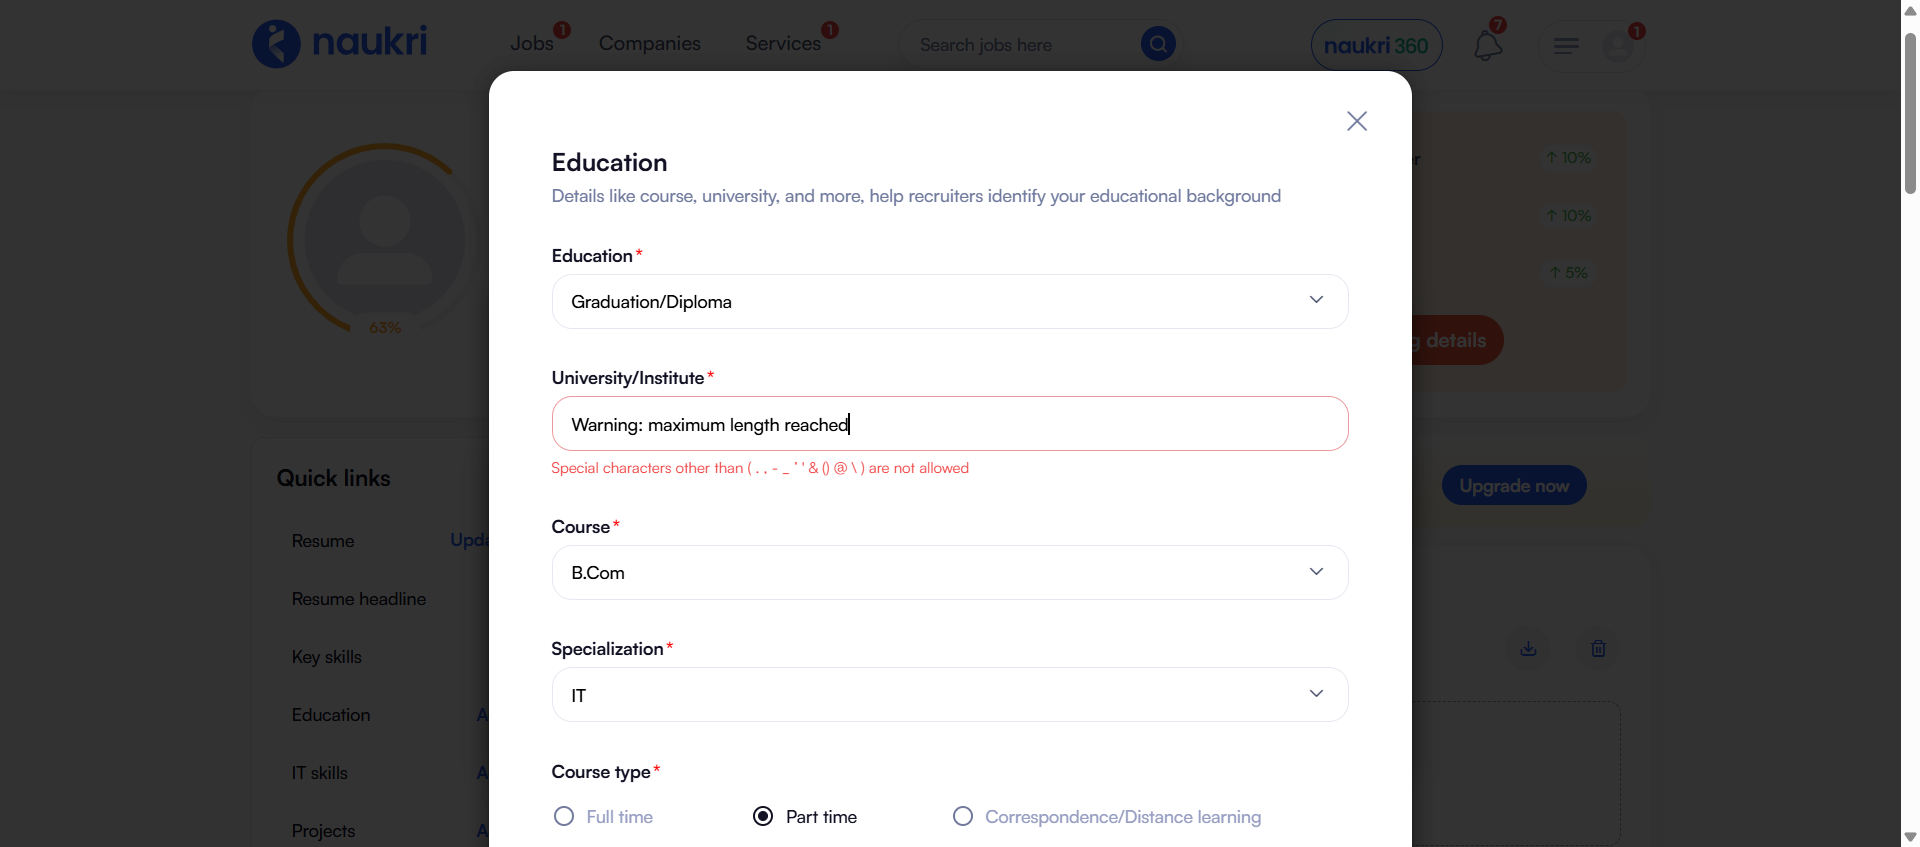 naukri
Jobs 1
Companies
Services 1
Search jobs here
naukri 360
7
1
63%
↑ 10%
↑ 10%
↑ 5%
g details
Education
Details like course, university, and more, help recruiters identify your educational background
Education*
Graduation/Diploma
University/Institute*
Warning: maximum length reached
Special characters other than ( . , - _ ' ' & () @ \ ) are not allowed
Course*
B.Com
Specialization*
IT
Course type*
Full time
Part time
Correspondence/Distance learning
Quick links
Resume
Upda
Resume headline
Key skills
Education
A
IT skills
A
Projects
A
Upgrade now